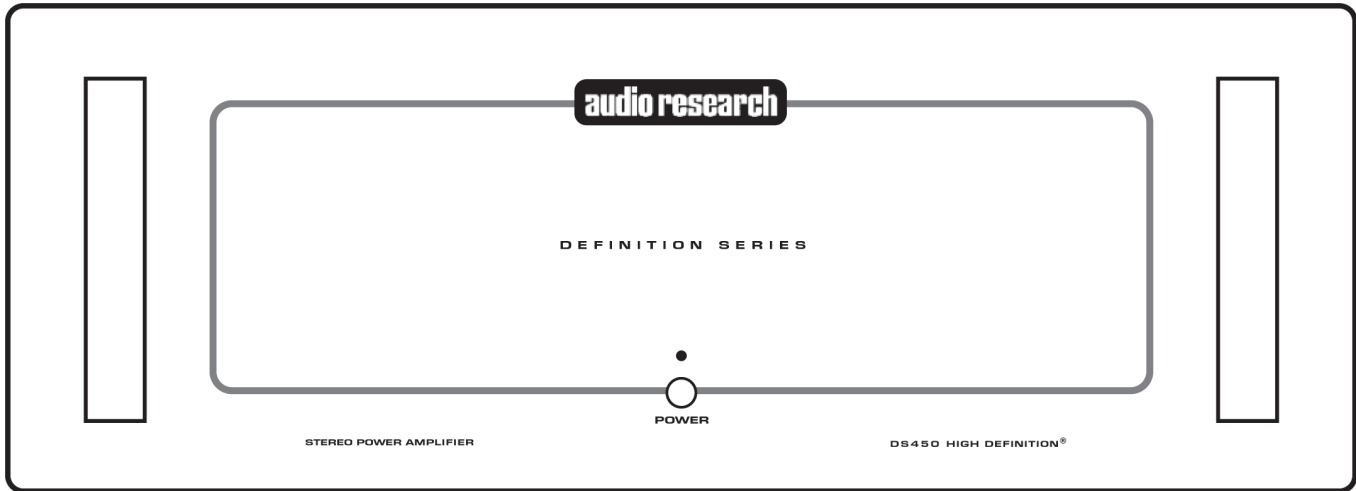 audio research
DEFINITION SERIES
POWER
STEREO POWER AMPLIFIER
DS450 HIGH DEFINITION®